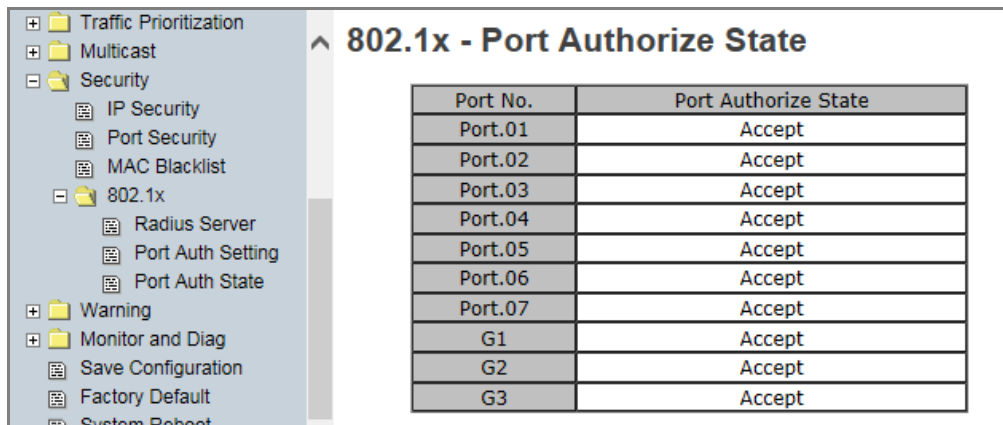 Traffic Prioritization
Multicast
Security
IP Security
Port Security
MAC Blacklist
802.1x
Radius Server
Port Auth Setting
Port Auth State
Warning
Monitor and Diag
Save Configuration
Factory Default
System Reboot
802.1x - Port Authorize State
Port No. Port Authorize State
Port.01 Accept
Port.02 Accept
Port.03 Accept
Port.04 Accept
Port.05 Accept
Port.06 Accept
Port.07 Accept
G1 Accept
G2 Accept
G3 Accept